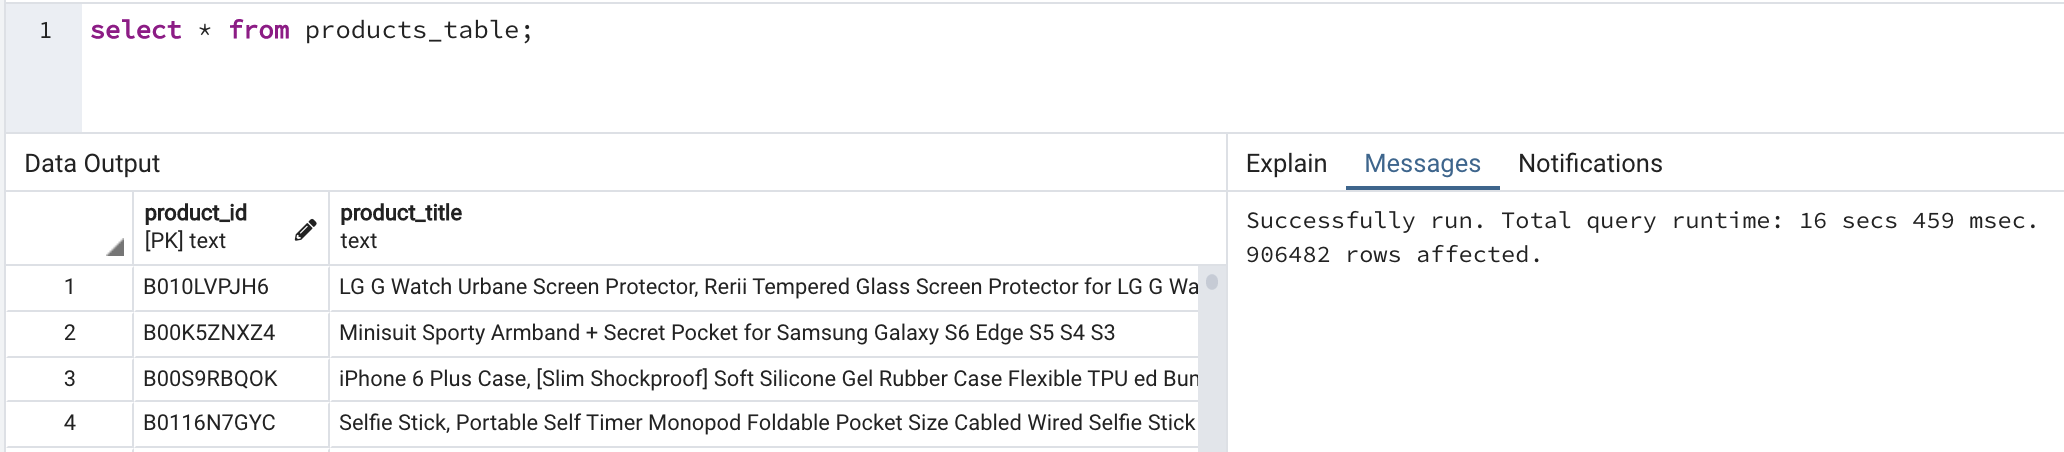 1 select * from products_table;
Data Output
Explain Messages Notifications
product_id product_title
[PK] text text
Successfully run. Total query runtime: 16 secs 459 msec.
906482 rows affected.
1 B010LVPJH6 LG G Watch Urbane Screen Protector, Rerii Tempered Glass Screen Protector for LG G Wa
2 B00K5ZNXZ4 Minisuit Sporty Armband + Secret Pocket for Samsung Galaxy S6 Edge S5 S4 S3
3 B00S9RBQOK iPhone 6 Plus Case, [Slim Shockproof] Soft Silicone Gel Rubber Case Flexible TPU ed Bun
4 B0116N7GYC Selfie Stick, Portable Self Timer Monopod Foldable Pocket Size Cabled Wired Selfie Stick